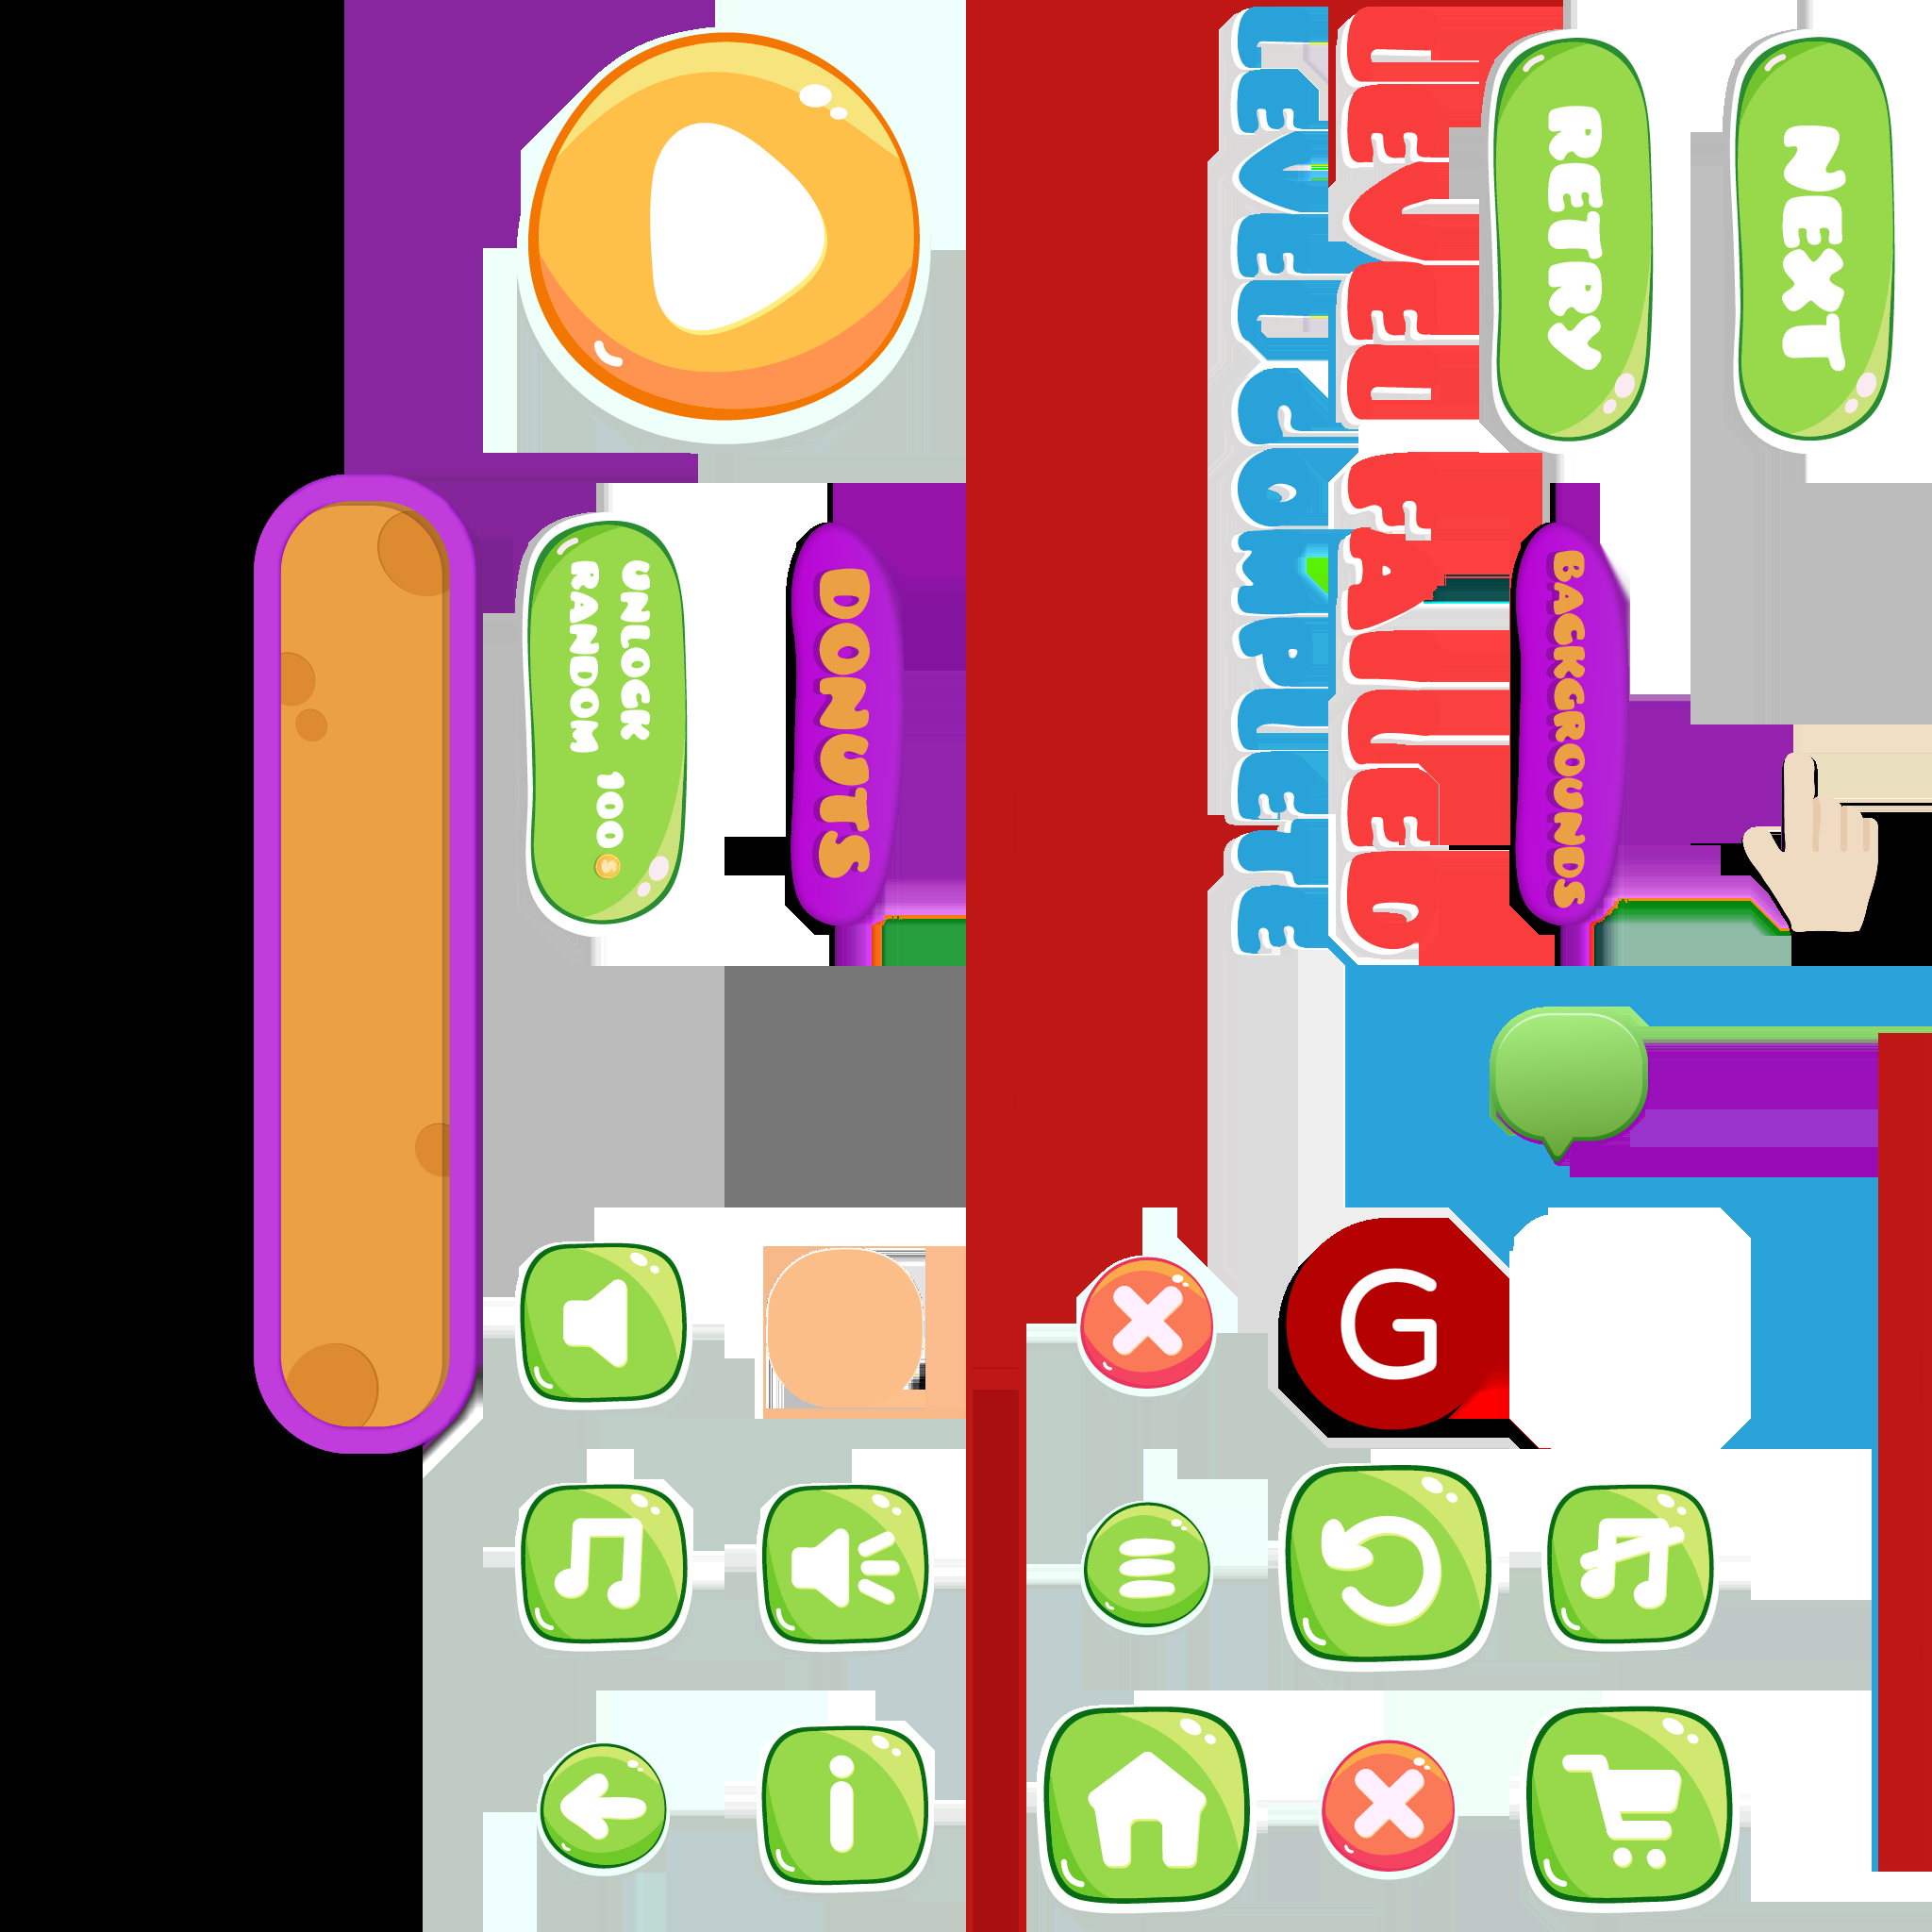 LEVEL COMPLETE
LEVEL FAILED
RETRY
NEXT
UNLOCK
RANDOM
100
DONUTS
BACKGROUNDS
G